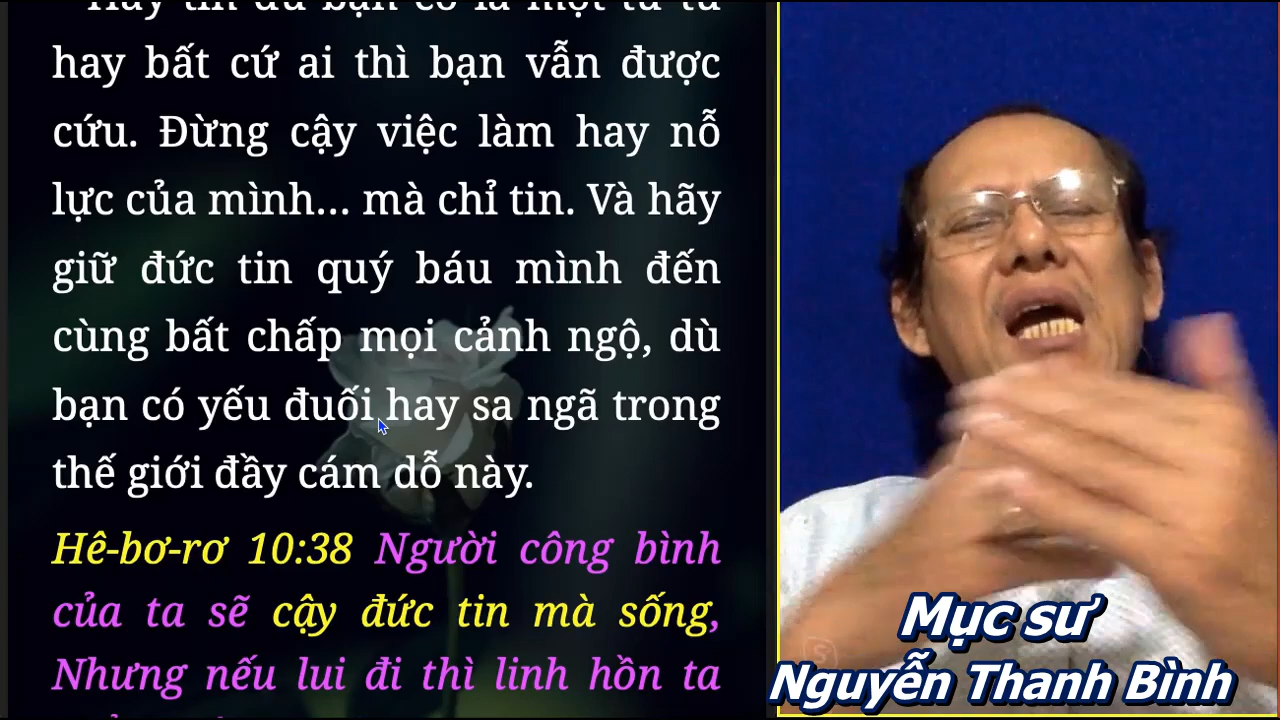 hay bất cứ ai thì bạn vẫn được
cứu. Đừng cậy việc làm hay nỗ
lực của mình... mà chỉ tin. Và hãy
giữ đức tin quý báu mình đến
cùng bất chấp mọi cảnh ngộ, dù
bạn có yếu đuối hay sa ngã trong
thế giới đầy cám dỗ này.
Hê-bơ-rơ 10:38 Người công bình
của ta sẽ cậy đức tin mà sống,
Nhưng nếu lui đi thì linh hồn ta
Mục sư
Nguyễn Thanh Bình